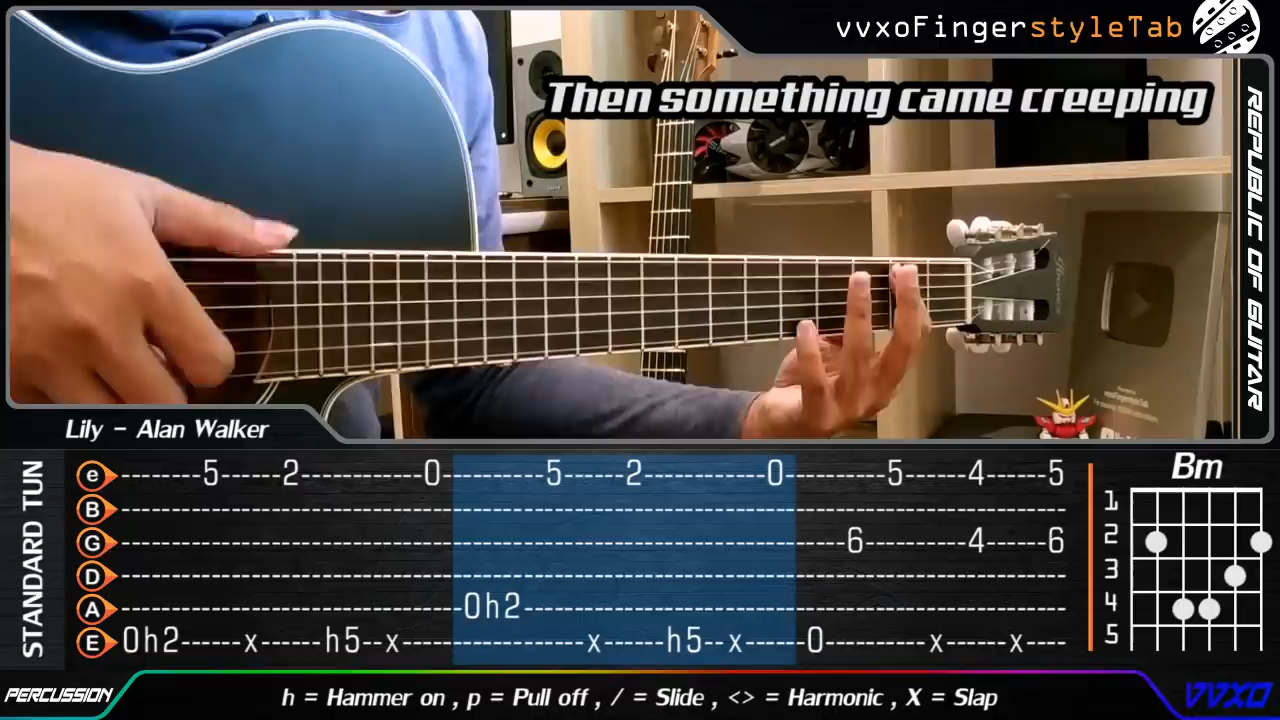 vvxoFingerstyleTab
Then something came creeping
REPUBLIC OF GUITAR
Lily - Alan Walker
STANDARD TUN
e ------5----2--------0-------5----2--------0------5----4----5
B
G 6 4 6
D
A 0h2
E 0h2-----x----h5--x-----------x----h5--x----0-------x----x---
Bm
1
2
3
4
5
PERCUSSION
h = Hammer on , p = Pull off , / = Slide , <> = Harmonic , X = Slap
VVXO